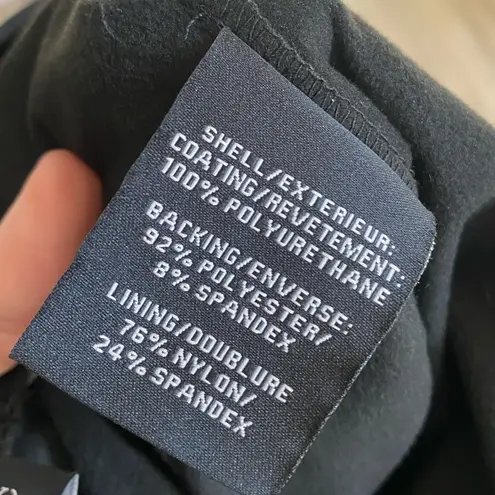 SHELL/EXTERIEUR:
COATING/REVETEMENT:
100% POLYURETHANE
BACKING/ENVERSE:
92% POLYESTER/
8% SPANDEX
LINING/DOUBLURE
76% NYLON/
24% SPANDEX